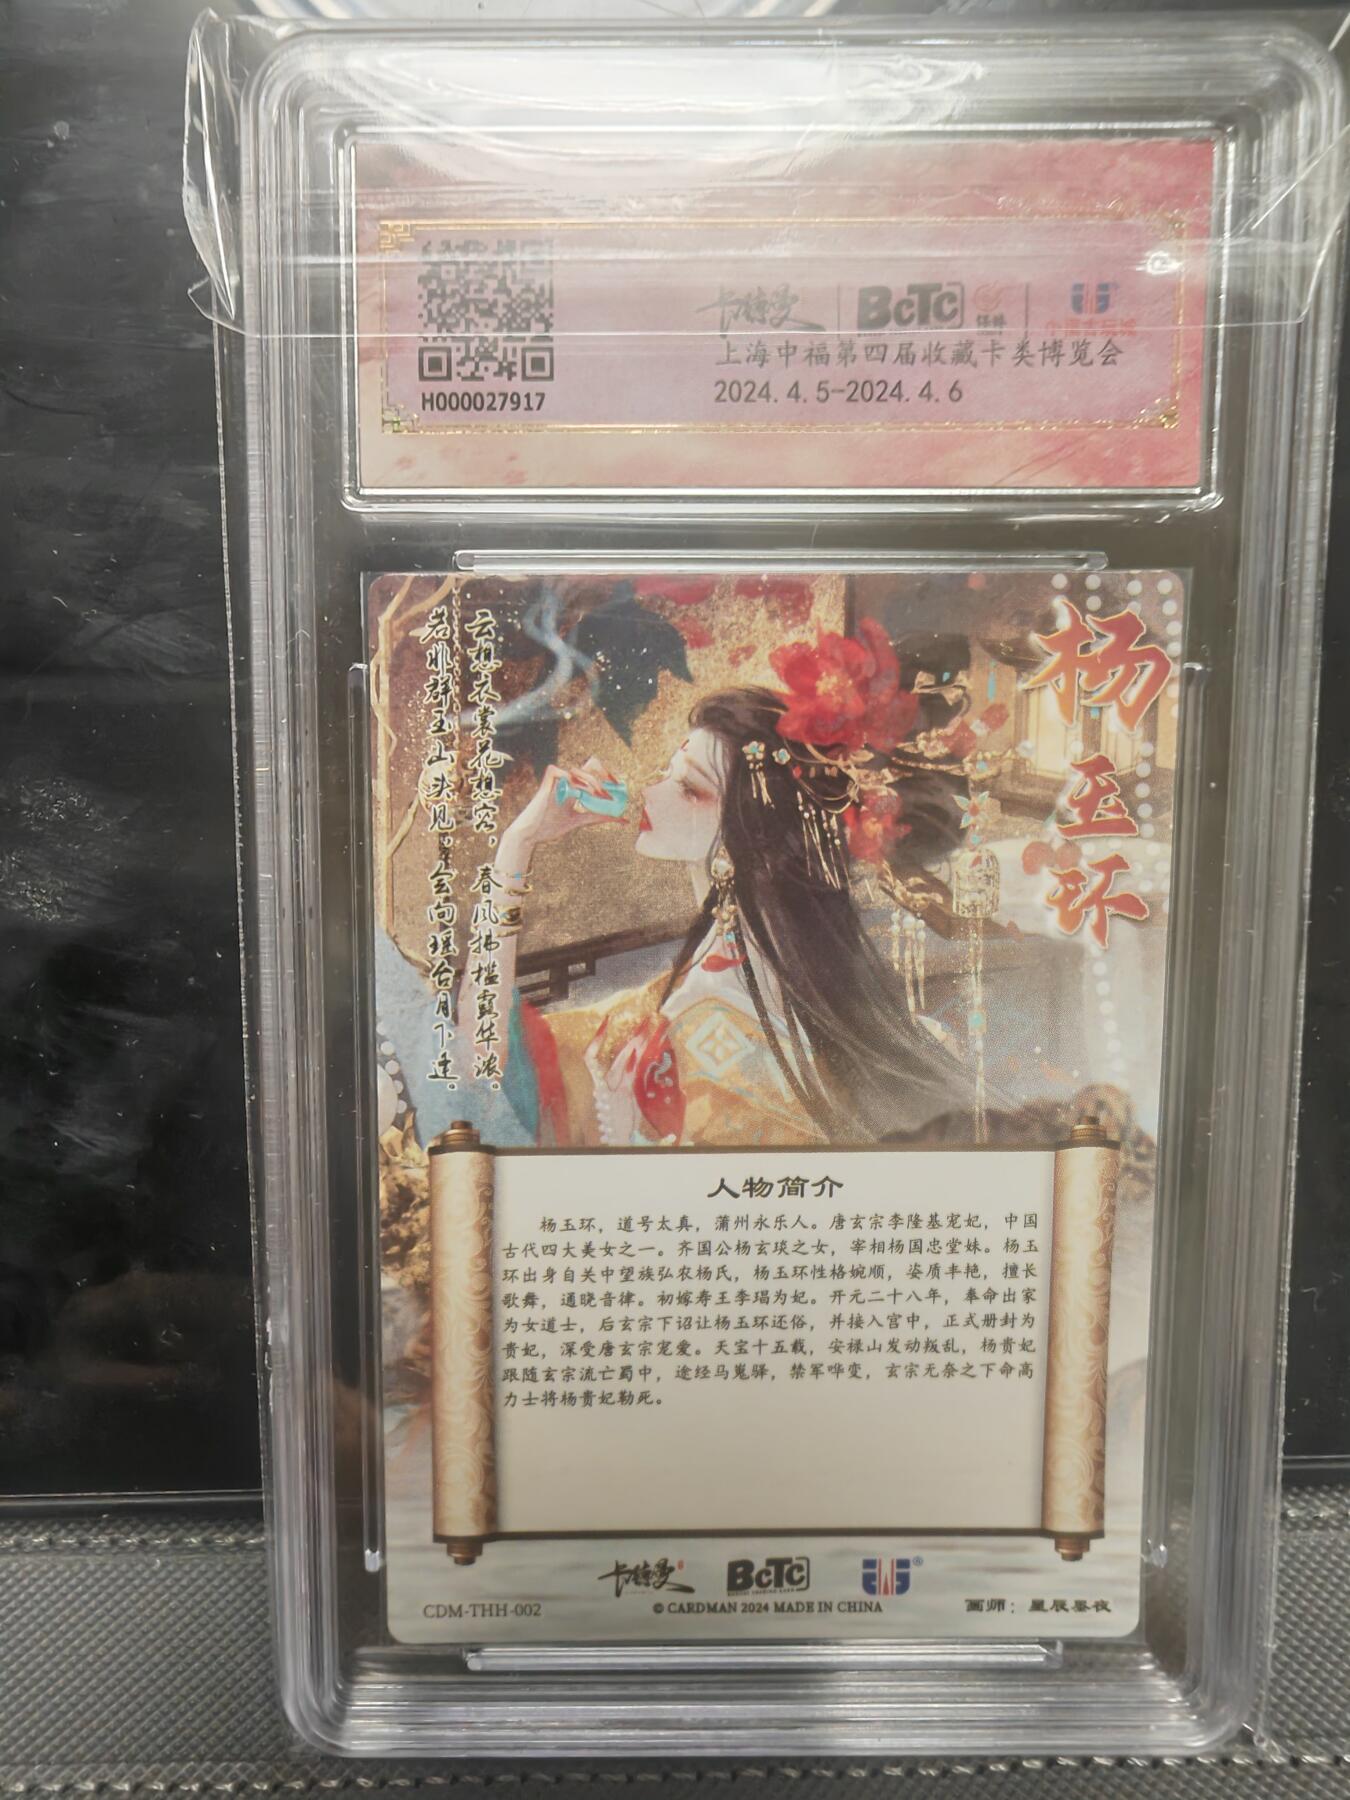 卡德曼 BCTC
上海中福第四届收藏卡类博览会
H000027917
2024.4.5-2024.4.6
杨玉环
云想衣裳花想容，春风拂槛露华浓。
若非群玉山头见，会向瑶台月下逢。
人物简介
杨玉环，道号太真，蒲州永乐人。唐玄宗李隆基宠妃，中国
古代四大美女之一。齐国公杨玄琰之女，宰相杨国忠堂妹。杨玉
环出身自关中望族弘农杨氏，杨玉环性格婉顺，姿质丰艳，擅长
歌舞，通晓音律。初嫁寿王李瑁为妃。开元二十八年，奉命出家
为女道士，后玄宗下诏让杨玉环还俗，并接入宫中，正式册封为
贵妃，深受唐玄宗宠爱。天宝十五载，安禄山发动叛乱，杨贵妃
跟随玄宗流亡蜀中，途经马嵬驿，禁军哗变，玄宗无奈之下命高
力士将杨贵妃勒死。
卡德曼 BCTC
CDM-THH-002
© CARDMAN 2024 MADE IN CHINA
画师：星辰昼夜